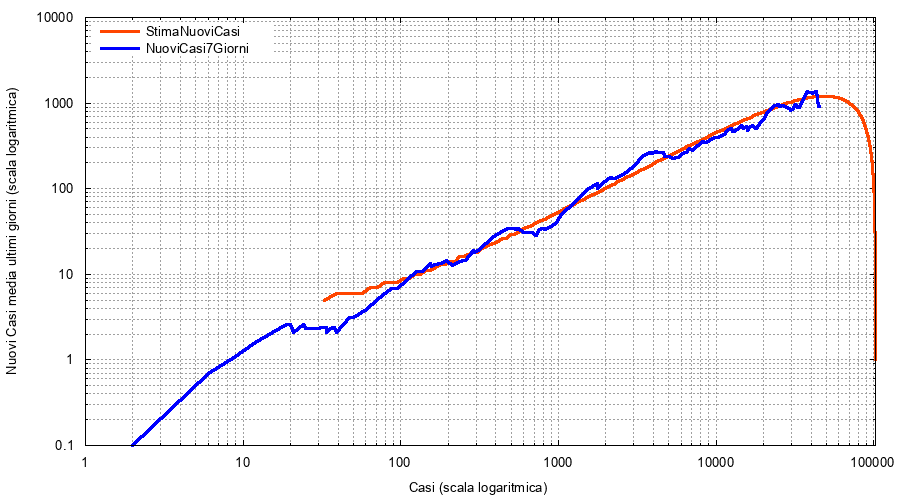 StimaNuoviCasi
NuoviCasi7Giorni
Nuovi Casi media ultimi giorni (scala logaritmica)
10000
1000
100
10
1
0.1
1 10 100 1000 10000 100000
Casi (scala logaritmica)